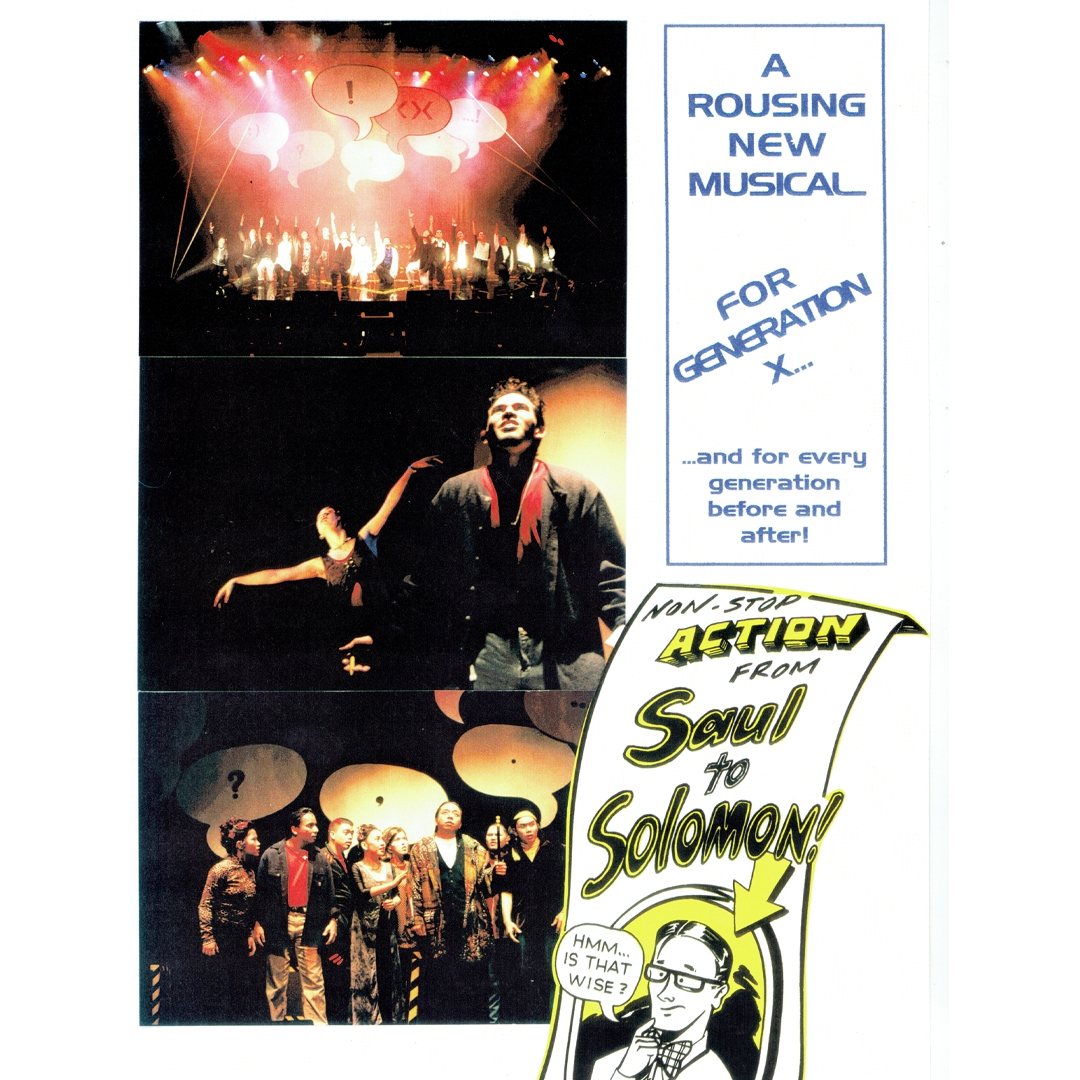 !
XX
...!
?
A
ROUSING
NEW
MUSICAL
FOR
GENERATION
X...
...and for every
generation
before and
after!
?
,
.
NON-STOP
ACTION
FROM
Saul
to
SOLOMON!
HMM...
IS THAT
WISE?